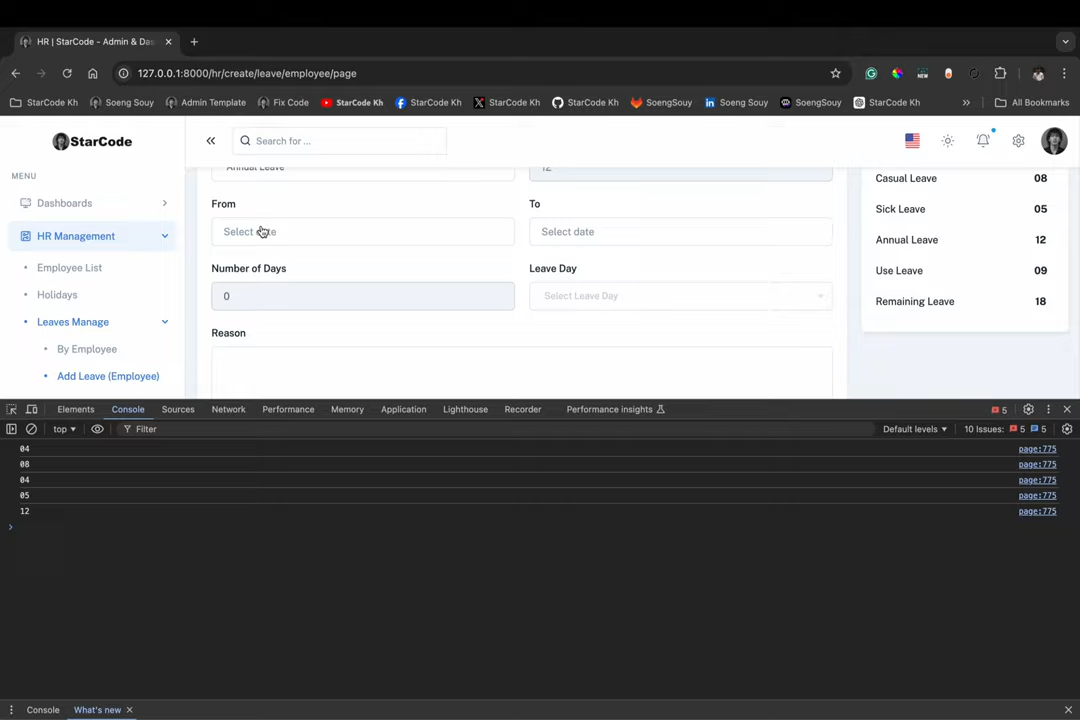 HR | StarCode - Admin & Das
127.0.0.1:8000/hr/create/leave/employee/page
NEW
StarCode Kh
Soeng Souy
Admin Template
Fix Code
StarCode Kh
StarCode Kh
StarCode Kh
StarCode Kh
SoengSouy
Soeng Souy
SoengSouy
StarCode Kh
All Bookmarks
StarCode
Search for ...
MENU
Dashboards
HR Management
Employee List
Holidays
Leaves Manage
By Employee
Add Leave (Employee)
Annual Leave
12
From
To
Select date
Select date
Number of Days
Leave Day
0
Select Leave Day
Reason
Casual Leave 08
Sick Leave 05
Annual Leave 12
Use Leave 09
Remaining Leave 18
Elements Console Sources Network Performance Memory Application Lighthouse Recorder Performance insights 5
top Filter Default levels 10 Issues: 5 5
04 page:775
08 page:775
04 page:775
05 page:775
12 page:775
Console What's new